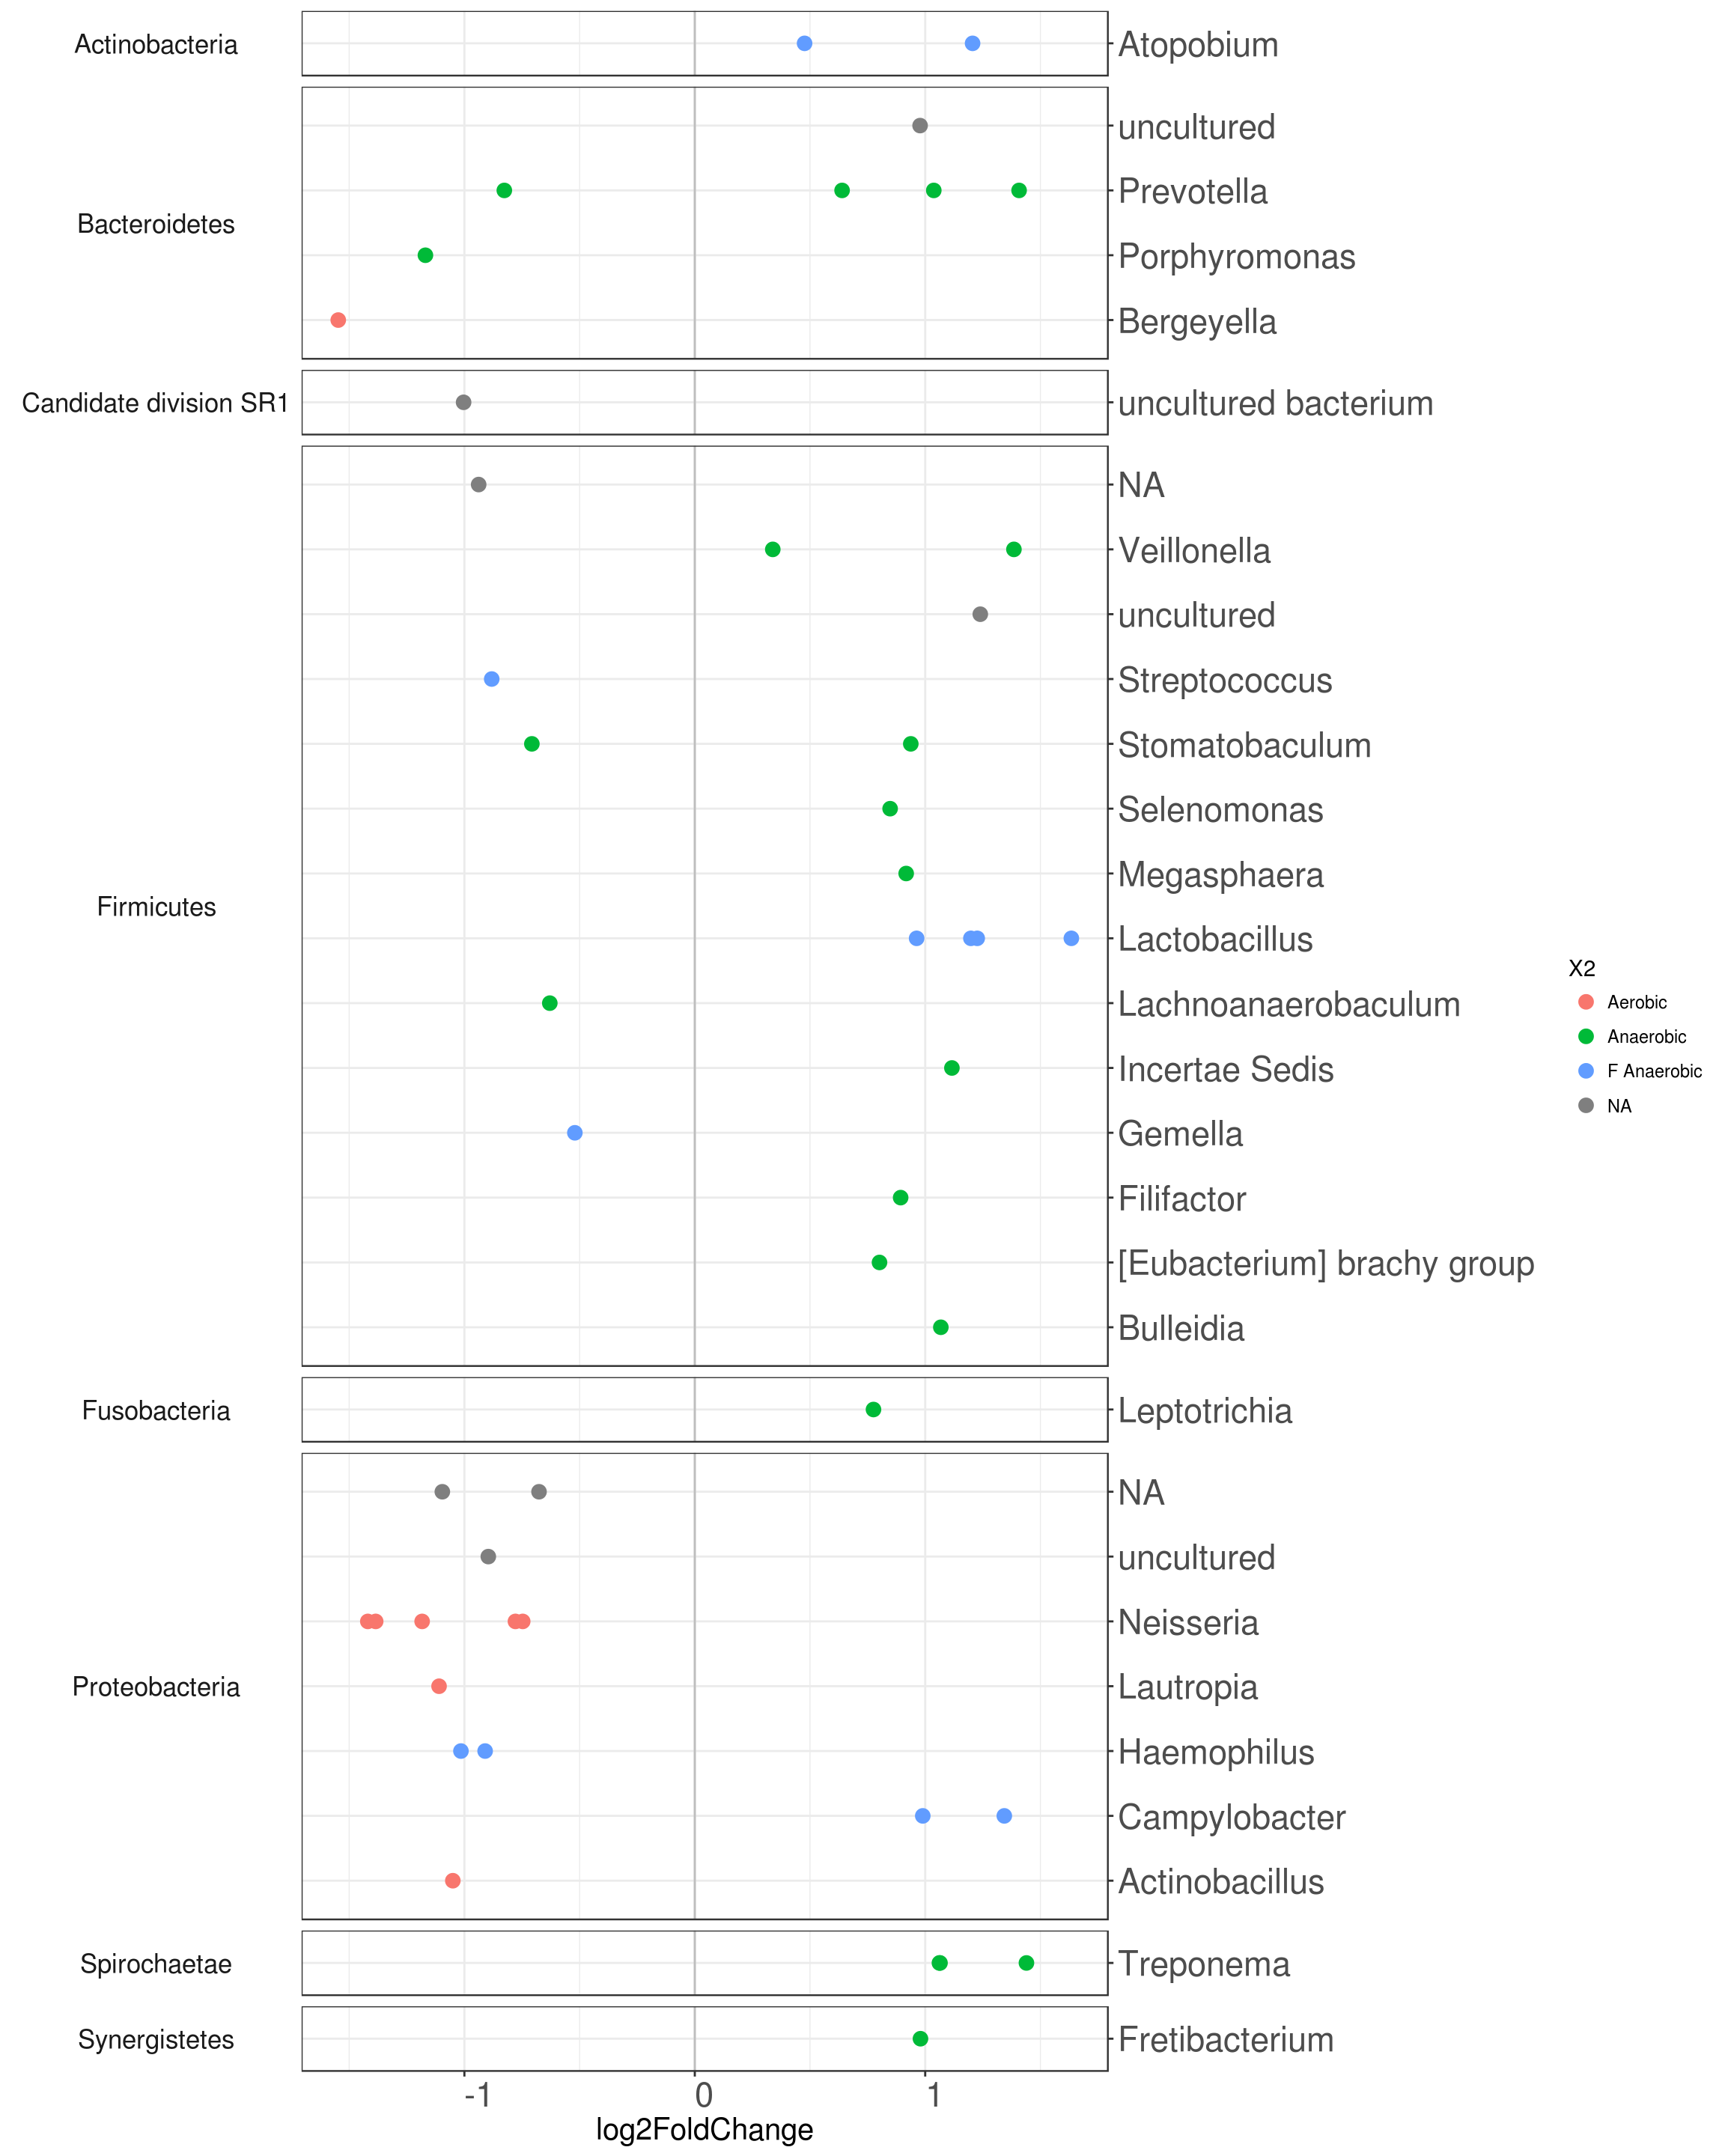 Actinobacteria
Atopobium
Bacteroidetes
uncultured
Prevotella
Porphyromonas
Bergeyella
Candidate division SR1
uncultured bacterium
Firmicutes
NA
Veillonella
uncultured
Streptococcus
Stomatobaculum
Selenomonas
Megasphaera
Lactobacillus
Lachnoanaerobaculum
Incertae Sedis
Gemella
Filifactor
[Eubacterium] brachy group
Bulleidia
Fusobacteria
Leptotrichia
Proteobacteria
NA
uncultured
Neisseria
Lautropia
Haemophilus
Campylobacter
Actinobacillus
Spirochaetae
Treponema
Synergistetes
Fretibacterium
-1 0 1
log2FoldChange
X2
Aerobic
Anaerobic
F Anaerobic
NA